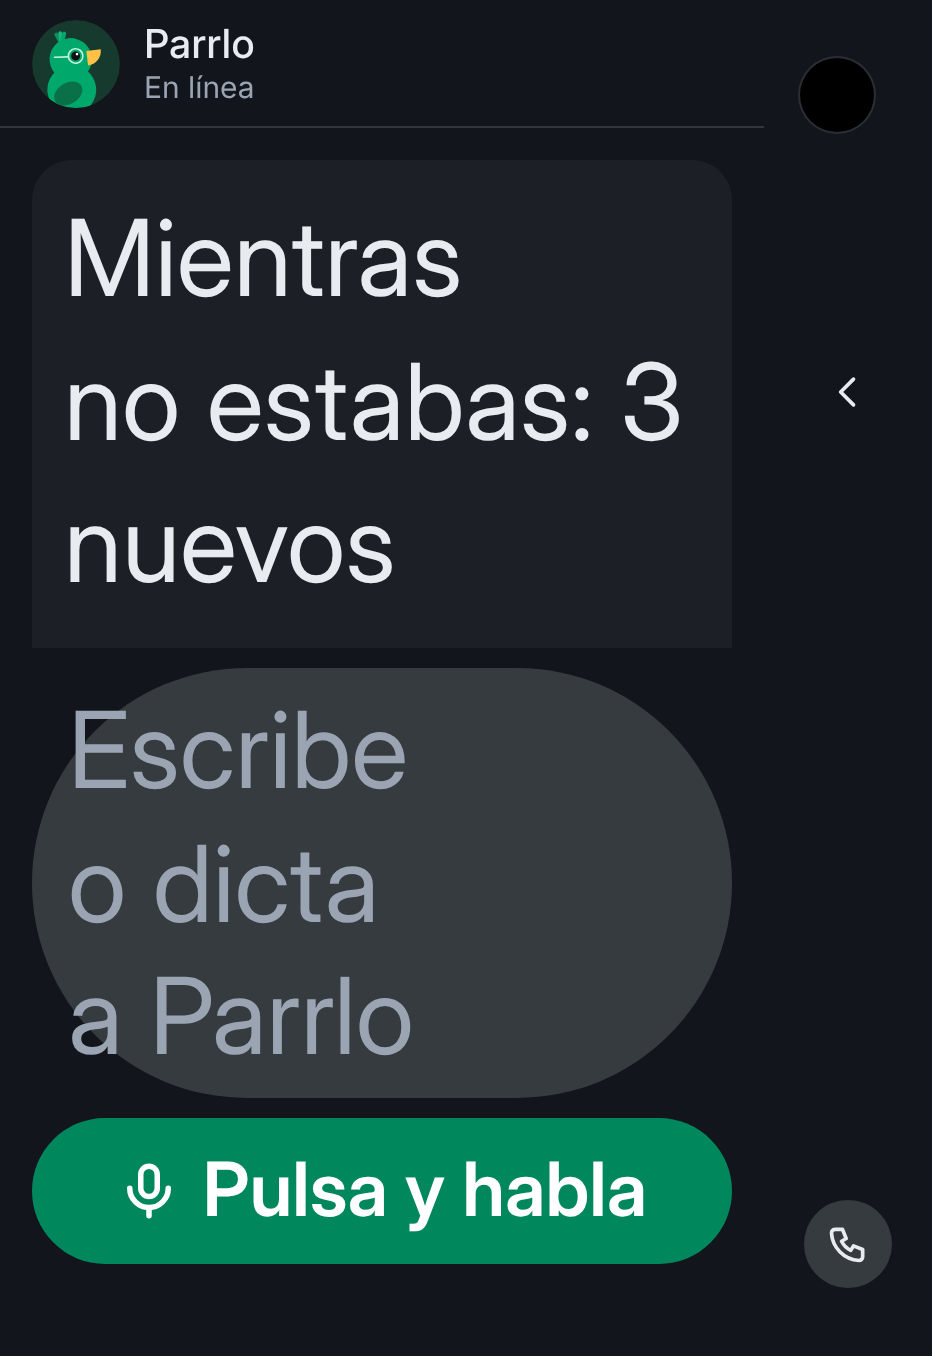 Parrlo
En línea
Mientras
no estabas: 3
nuevos
Escribe
o dicta
a Parrlo
Pulsa y habla